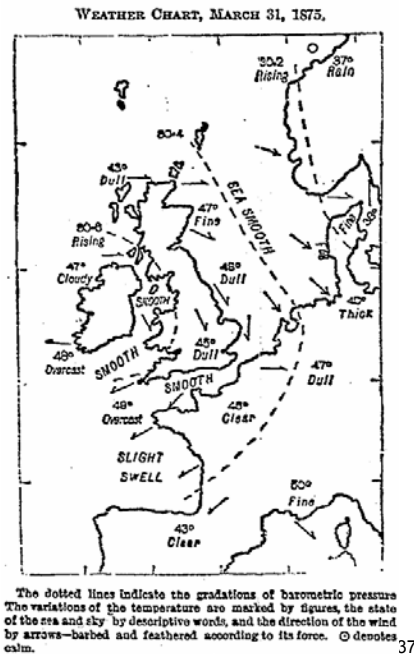 WEATHER CHART, MARCH 31, 1875.
30·2 Rising
37° Rain
30·4
43° Dull
47° Fine
SEA SMOOTH
Fine
30·6 Rising
47° Cloudy
SMOOTH
46° Dull
Thick
48° Overcast
SMOOTH
45° Dull
47° Dull
SMOOTH
49° Overcast
45° Clear
SLIGHT
SWELL
50° Fine
43° Clear
The dotted lines indicate the gradations of barometric pressure
The variations of the temperature are marked by figures, the state
of the sea and sky by descriptive words, and the direction of the wind
by arrows—barbed and feathered according to its force. ⊙ denotes
calm.
37